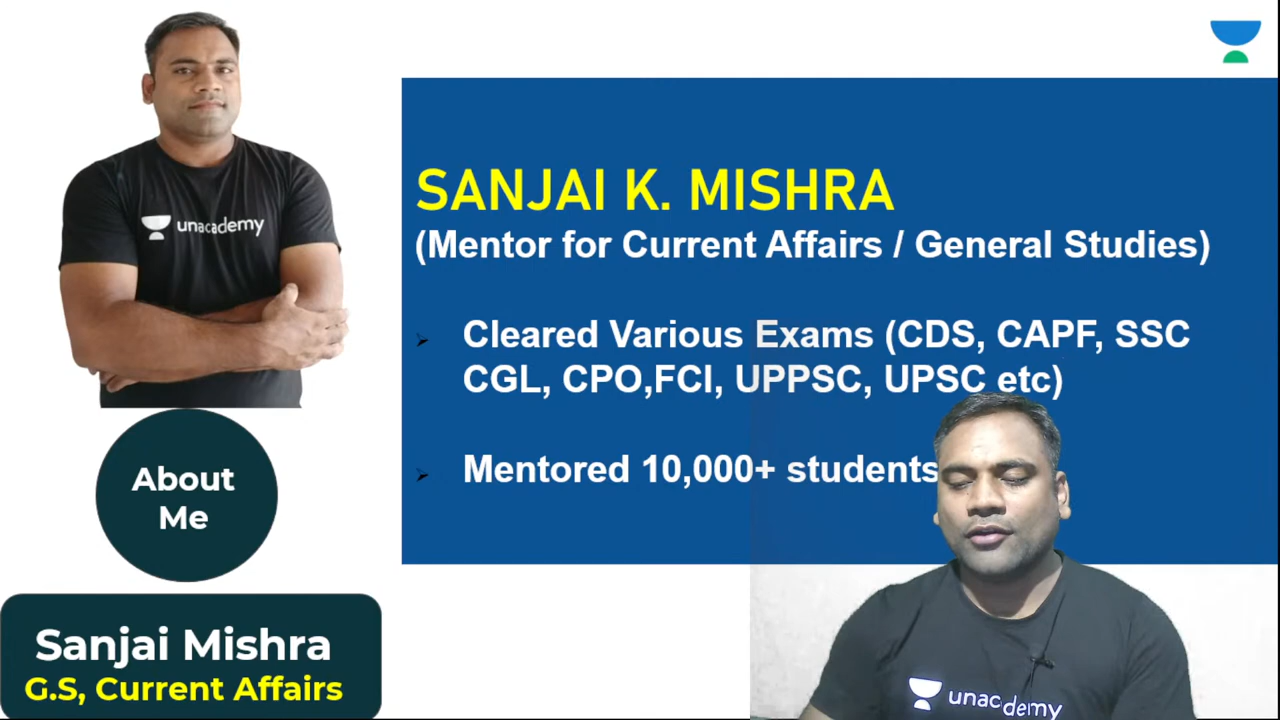 unacademy
About
Me
Sanjai Mishra
G.S, Current Affairs
SANJAI K. MISHRA
(Mentor for Current Affairs / General Studies)
Cleared Various Exams (CDS, CAPF, SSC
CGL, CPO,FCI, UPPSC, UPSC etc)
Mentored 10,000+ students
unacademy